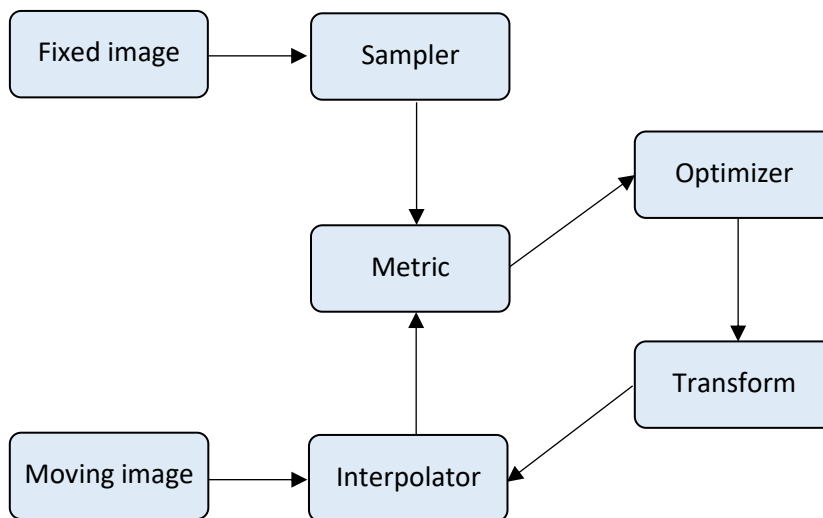 Fixed image
Sampler
Optimizer
Metric
Transform
Moving image
Interpolator